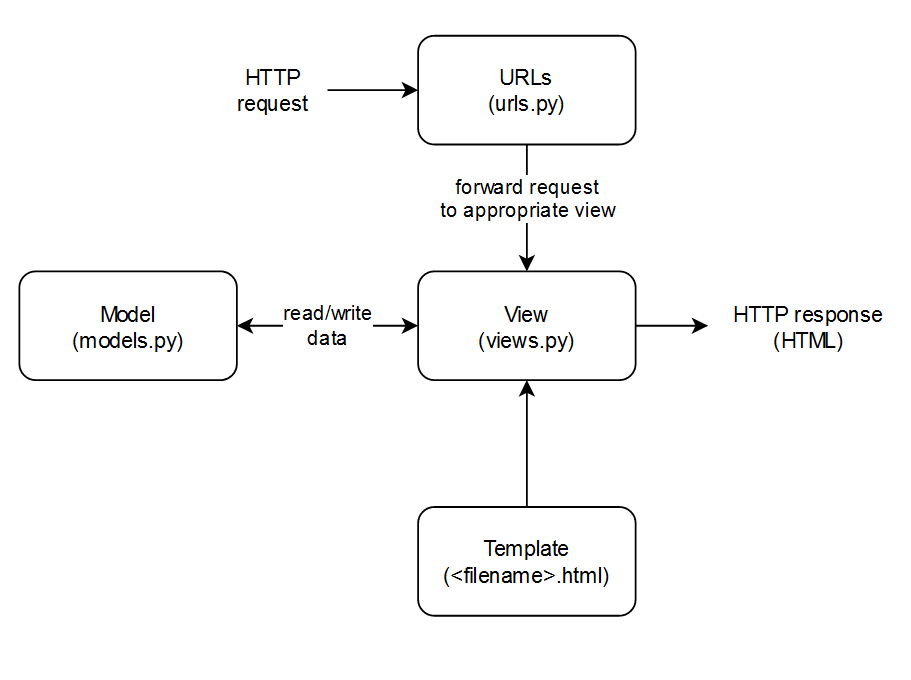 HTTP
request
URLs
(urls.py)
forward request
to appropriate view
Model
(models.py)
read/write
data
View
(views.py)
HTTP response
(HTML)
Template
(<filename>.html)